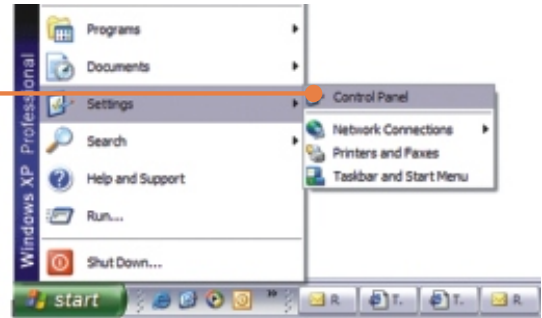 Programs
Documents
Settings
Search
Help and Support
Run...
Shut Down...
Windows XP Professional
Control Panel
Network Connections
Printers and Faxes
Taskbar and Start Menu
start
R.
T.
T.
R.